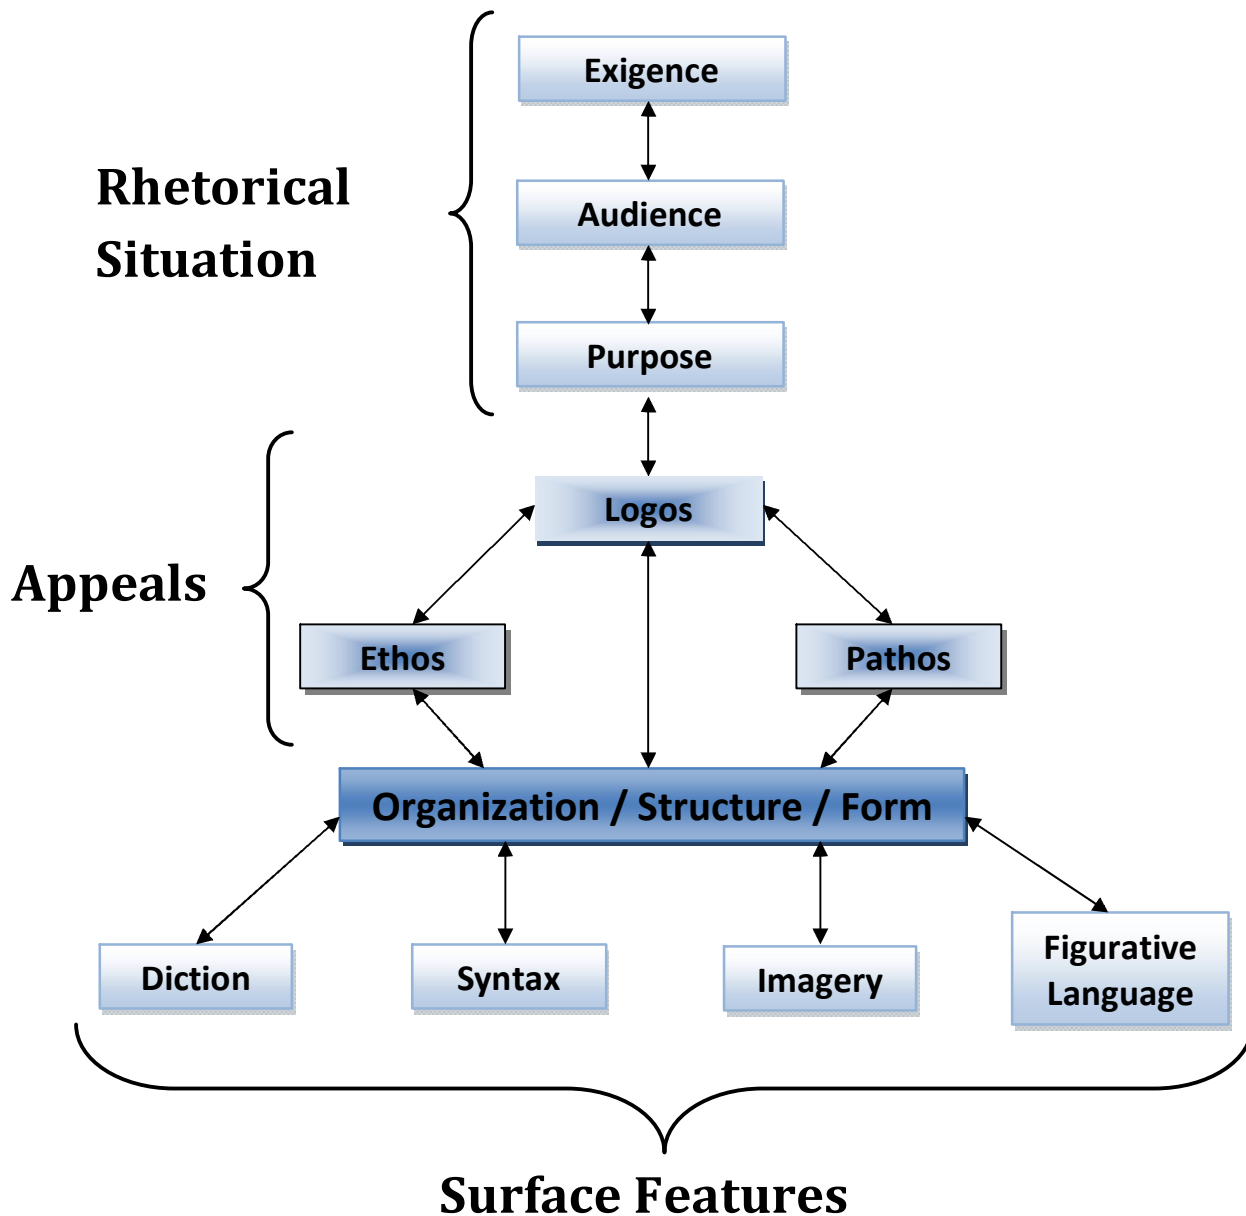 Exigence
Rhetorical
Situation
Audience
Purpose
Logos
Appeals
Ethos
Pathos
Organization / Structure / Form
Diction
Syntax
Imagery
Figurative
Language
Surface Features